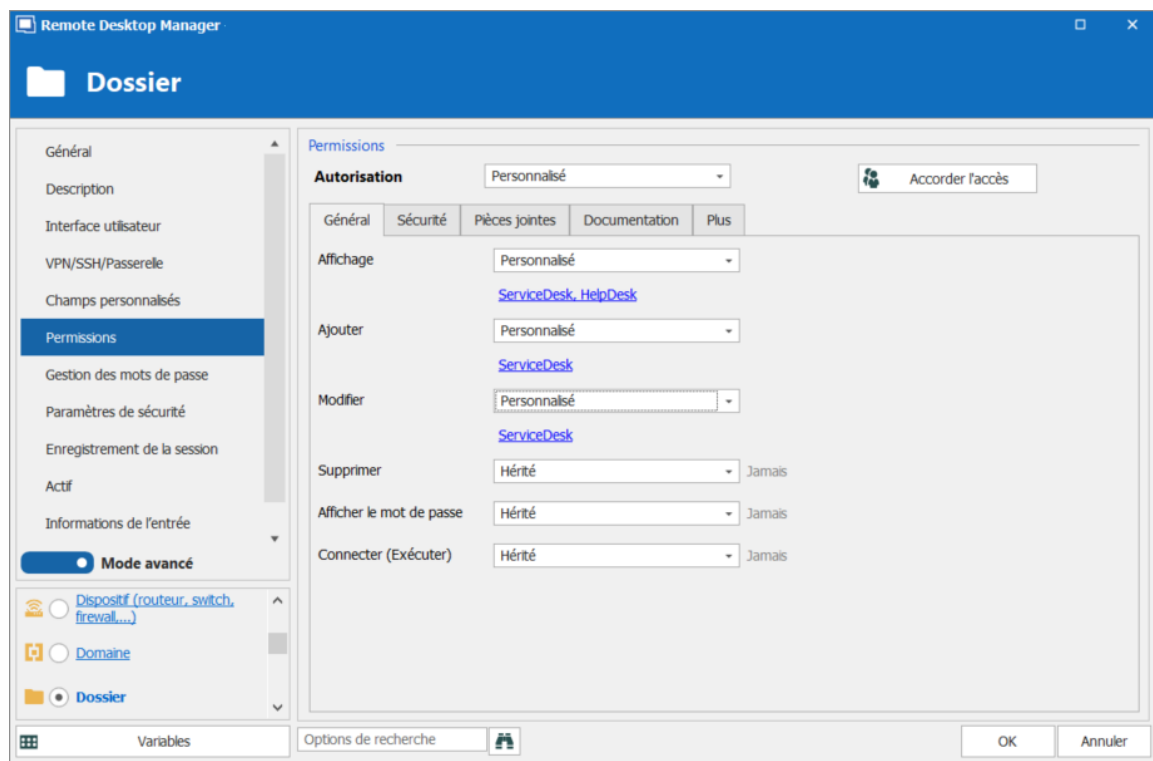 Remote Desktop Manager
Dossier
Général
Description
Interface utilisateur
VPN/SSH/Passerelle
Champs personnalisés
Permissions
Gestion des mots de passe
Paramètres de sécurité
Enregistrement de la session
Actif
Informations de l'entrée
Mode avancé
Dispositif (routeur, switch,
firewall,...)
Domaine
Dossier
Variables
Permissions
Autorisation Personnalisé Accorder l'accès
Général Sécurité Pièces jointes Documentation Plus
Affichage Personnalisé
ServiceDesk, HelpDesk
Ajouter Personnalisé
ServiceDesk
Modifier Personnalisé
ServiceDesk
Supprimer Hérité Jamais
Afficher le mot de passe Hérité Jamais
Connecter (Exécuter) Hérité Jamais
Options de recherche
OK Annuler